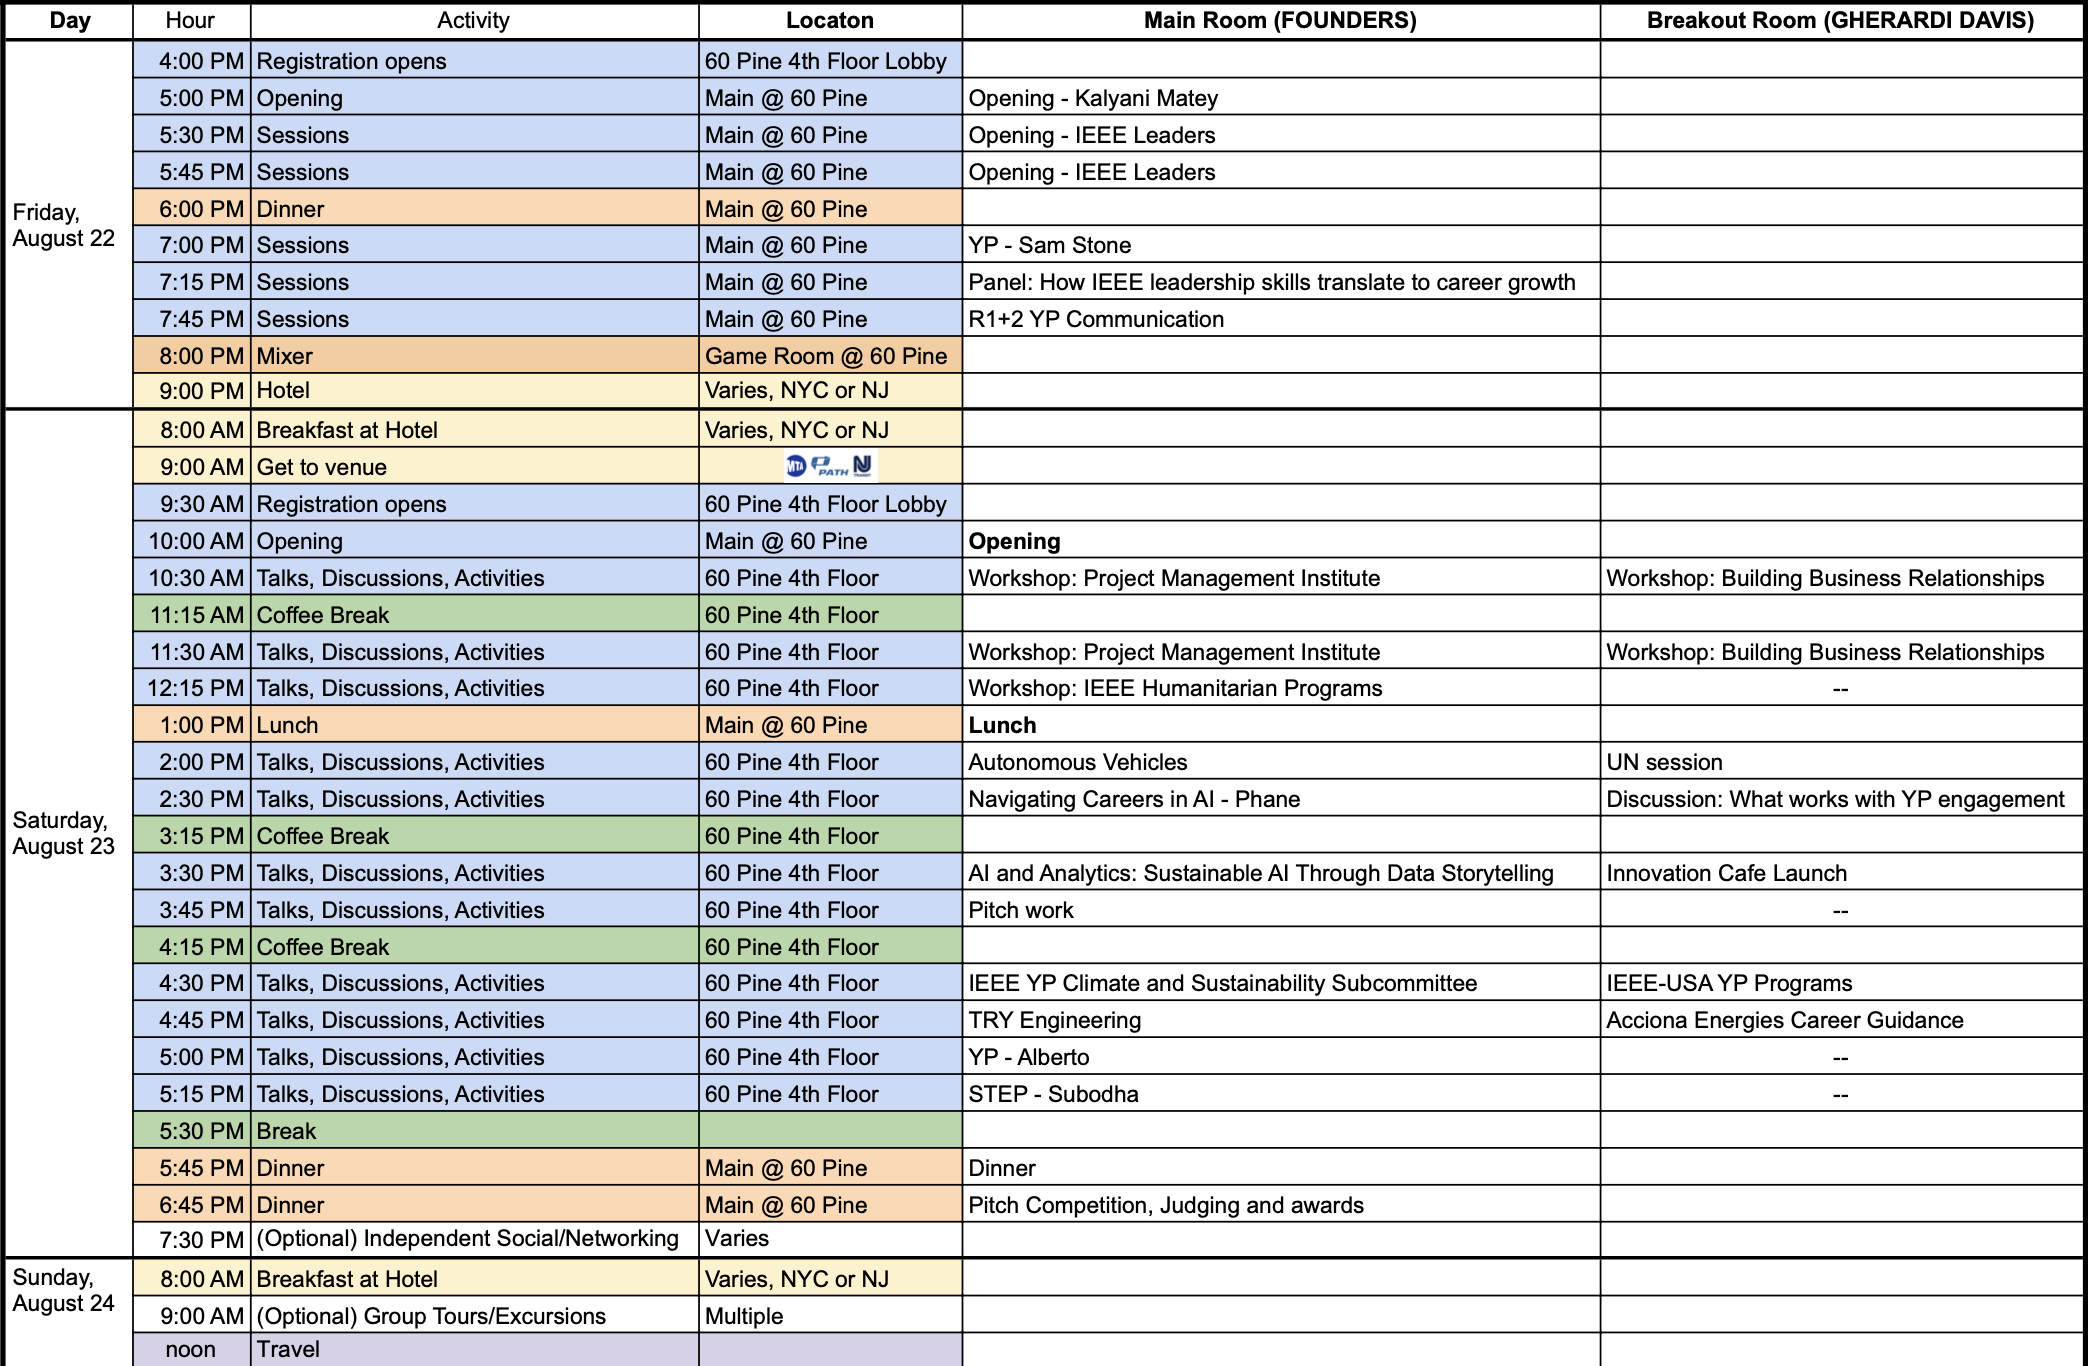 Day Hour Activity Locaton Main Room (FOUNDERS) Breakout Room (GHERARDI DAVIS)
Friday,
August 22
4:00 PM Registration opens 60 Pine 4th Floor Lobby
5:00 PM Opening Main @ 60 Pine Opening - Kalyani Matey
5:30 PM Sessions Main @ 60 Pine Opening - IEEE Leaders
5:45 PM Sessions Main @ 60 Pine Opening - IEEE Leaders
6:00 PM Dinner Main @ 60 Pine
7:00 PM Sessions Main @ 60 Pine YP - Sam Stone
7:15 PM Sessions Main @ 60 Pine Panel: How IEEE leadership skills translate to career growth
7:45 PM Sessions Main @ 60 Pine R1+2 YP Communication
8:00 PM Mixer Game Room @ 60 Pine
9:00 PM Hotel Varies, NYC or NJ
Saturday,
August 23
8:00 AM Breakfast at Hotel Varies, NYC or NJ
9:00 AM Get to venue MTA PATH NJ TRANSIT
9:30 AM Registration opens 60 Pine 4th Floor Lobby
10:00 AM Opening Main @ 60 Pine Opening
10:30 AM Talks, Discussions, Activities 60 Pine 4th Floor Workshop: Project Management Institute Workshop: Building Business Relationships
11:15 AM Coffee Break 60 Pine 4th Floor
11:30 AM Talks, Discussions, Activities 60 Pine 4th Floor Workshop: Project Management Institute Workshop: Building Business Relationships
12:15 PM Talks, Discussions, Activities 60 Pine 4th Floor Workshop: IEEE Humanitarian Programs --
1:00 PM Lunch Main @ 60 Pine Lunch
2:00 PM Talks, Discussions, Activities 60 Pine 4th Floor Autonomous Vehicles UN session
2:30 PM Talks, Discussions, Activities 60 Pine 4th Floor Navigating Careers in AI - Phane Discussion: What works with YP engagement
3:15 PM Coffee Break 60 Pine 4th Floor
3:30 PM Talks, Discussions, Activities 60 Pine 4th Floor AI and Analytics: Sustainable AI Through Data Storytelling Innovation Cafe Launch
3:45 PM Talks, Discussions, Activities 60 Pine 4th Floor Pitch work --
4:15 PM Coffee Break 60 Pine 4th Floor
4:30 PM Talks, Discussions, Activities 60 Pine 4th Floor IEEE YP Climate and Sustainability Subcommittee IEEE-USA YP Programs
4:45 PM Talks, Discussions, Activities 60 Pine 4th Floor TRY Engineering Acciona Energies Career Guidance
5:00 PM Talks, Discussions, Activities 60 Pine 4th Floor YP - Alberto --
5:15 PM Talks, Discussions, Activities 60 Pine 4th Floor STEP - Subodha --
5:30 PM Break
5:45 PM Dinner Main @ 60 Pine Dinner
6:45 PM Dinner Main @ 60 Pine Pitch Competition, Judging and awards
7:30 PM (Optional) Independent Social/Networking Varies
Sunday,
August 24
8:00 AM Breakfast at Hotel Varies, NYC or NJ
9:00 AM (Optional) Group Tours/Excursions Multiple
noon Travel